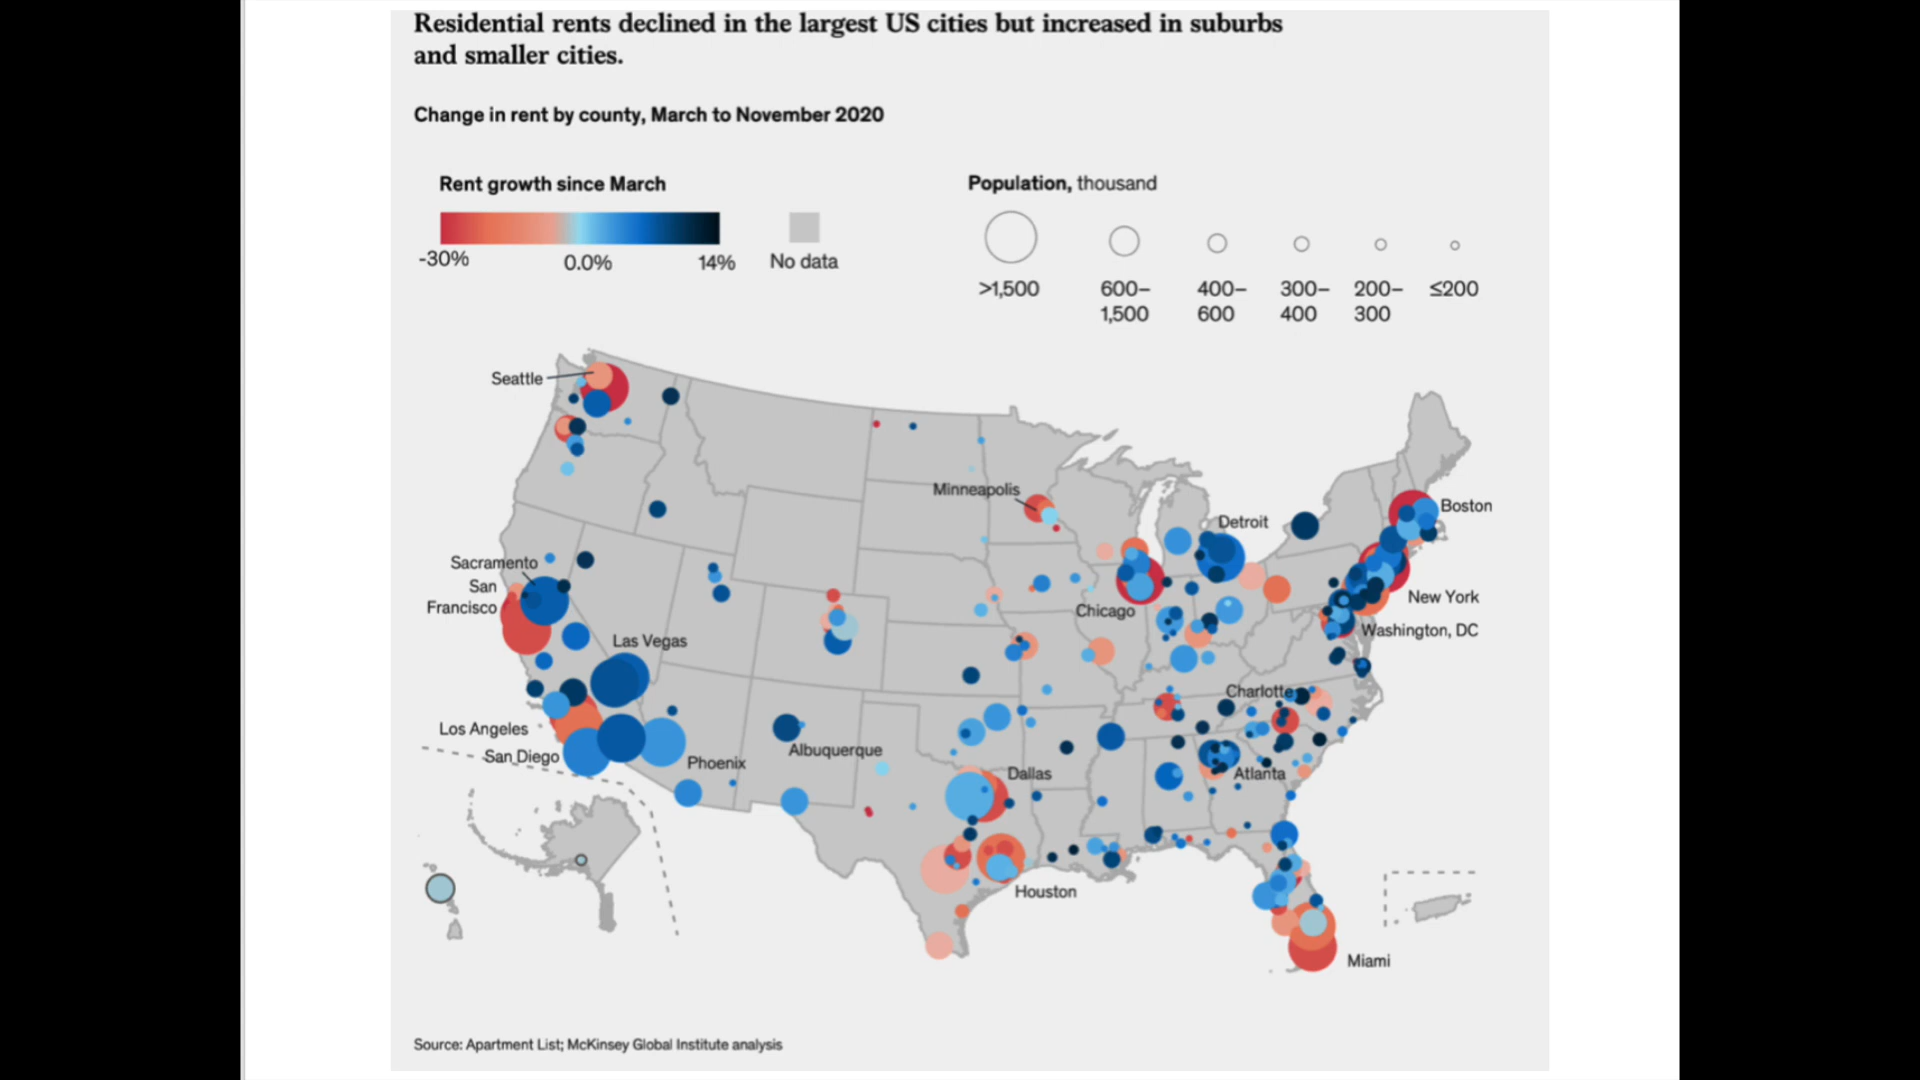 Residential rents declined in the largest US cities but increased in suburbs
and smaller cities.
Change in rent by county, March to November 2020
Rent growth since March
-30%
0.0%
14%
No data
Population, thousand
>1,500
600–
1,500
400–
600
300–
400
200–
300
≤200
Seattle
Minneapolis
Detroit
Boston
Sacramento
San
Francisco
Chicago
New York
Washington, DC
Las Vegas
Charlotte
Los Angeles
San Diego
Phoenix
Albuquerque
Dallas
Atlanta
Houston
Miami
Source: Apartment List; McKinsey Global Institute analysis